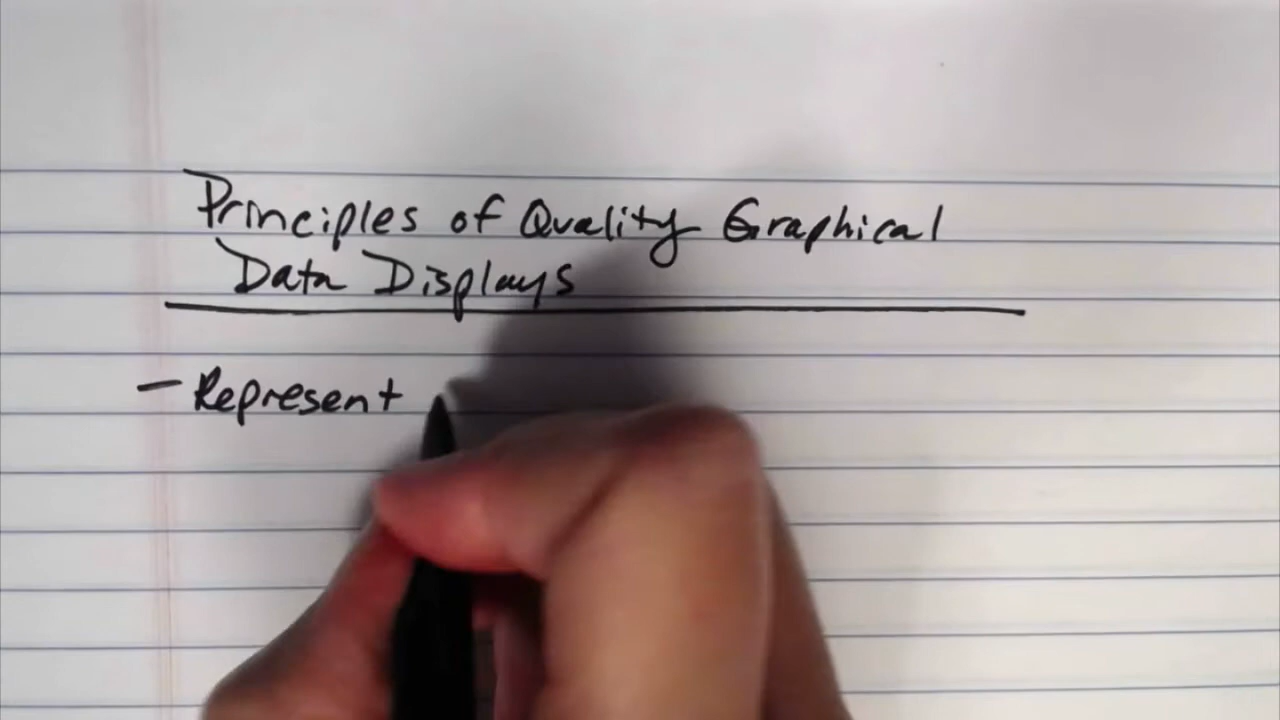 Principles of Quality Graphical
Data Displays
- Represent